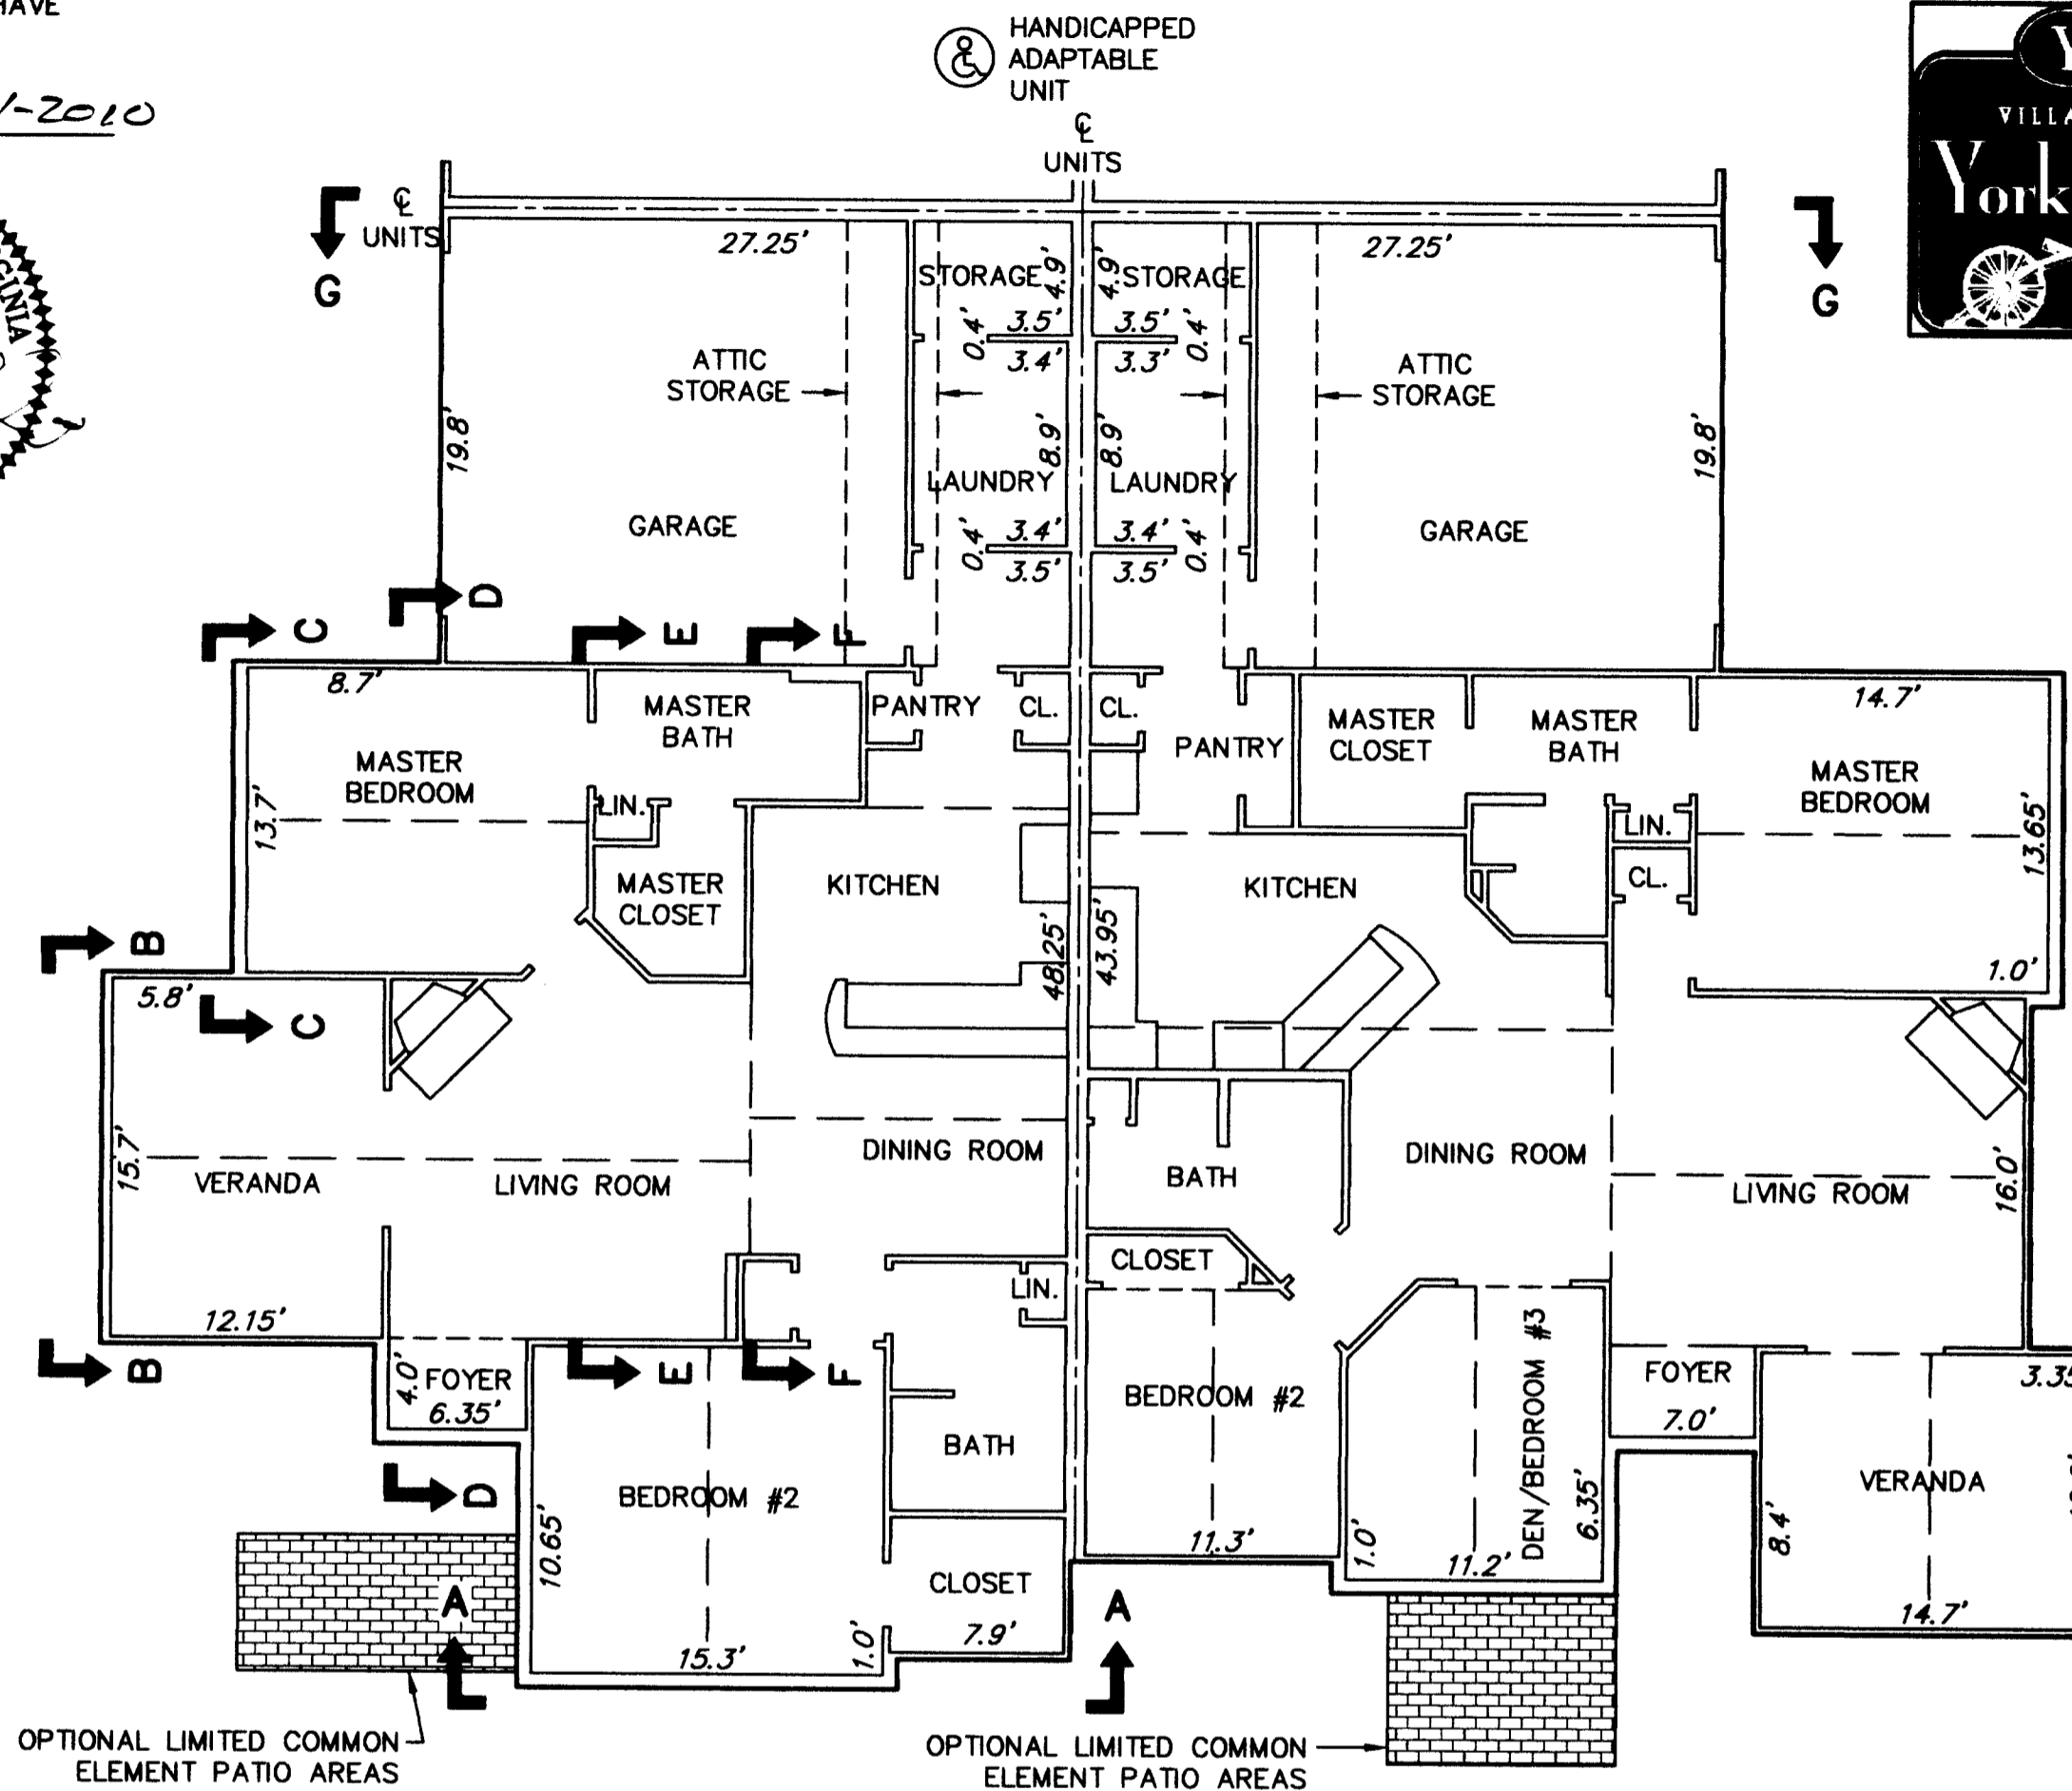 HAVE
HANDICAPPED
ADAPTABLE
UNIT
℄
UNITS
-2010
VILLA
York
℄
UNITS
G
G
GINIA
27.25'
27.25'
STORAGE
4.9'
4.9'
STORAGE
0.4'
3.5'
3.5'
0.4'
3.4'
3.3'
ATTIC
STORAGE
ATTIC
STORAGE
19.8'
8.9'
8.9'
19.8'
LAUNDRY
LAUNDRY
GARAGE
GARAGE
0.4'
3.4'
3.4'
0.4'
3.5'
3.5'
C
D
E
F
8.7'
MASTER
BATH
PANTRY
CL.
CL.
PANTRY
MASTER
CLOSET
MASTER
BATH
14.7'
MASTER
BEDROOM
MASTER
BEDROOM
13.7'
LIN.
LIN.
13.65'
MASTER
CLOSET
KITCHEN
KITCHEN
CL.
B
48.25'
43.95'
5.8'
C
1.0'
15.7'
VERANDA
LIVING ROOM
DINING ROOM
BATH
DINING ROOM
LIVING ROOM
16.0'
CLOSET
LIN.
12.15'
B
4.0'
FOYER
6.35'
E
F
BEDROOM #2
DEN/BEDROOM #3
FOYER
7.0'
3.35
D
BEDROOM #2
BATH
6.35'
VERANDA
8.4'
10.65'
11.3'
1.0'
11.2'
14.7'
A
CLOSET
A
15.3'
1.0'
7.9'
OPTIONAL LIMITED COMMON
ELEMENT PATIO AREAS
OPTIONAL LIMITED COMMON
ELEMENT PATIO AREAS